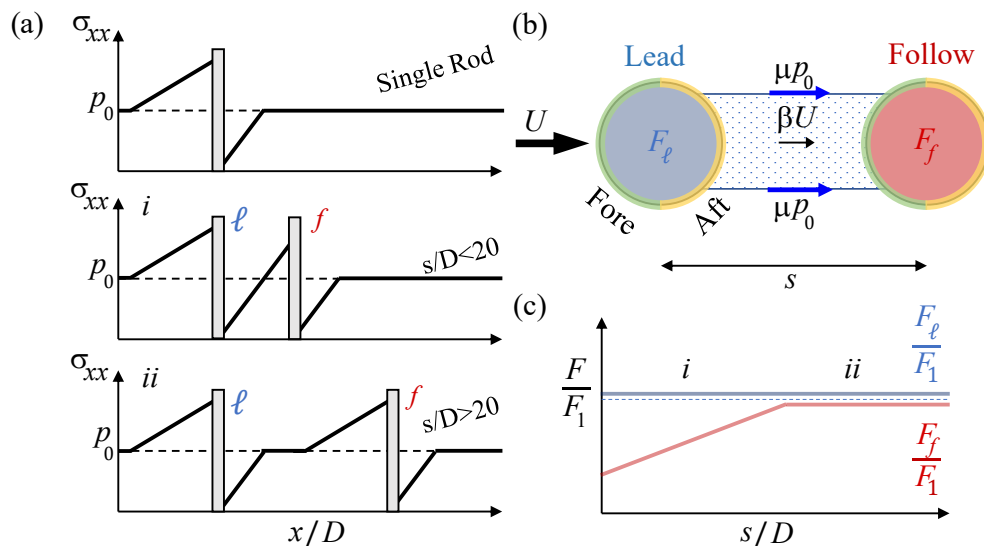 (a)
σxx
p0
Single Rod
σxx
i
ℓ
f
s/D<20
p0
σxx
ii
ℓ
f
s/D>20
p0
x/D
(b)
Lead
Follow
μp0
U
βU
Fℓ
Ff
Fore
Aft
μp0
s
(c)
F/F1
i
ii
Fℓ/F1
Ff/F1
s/D